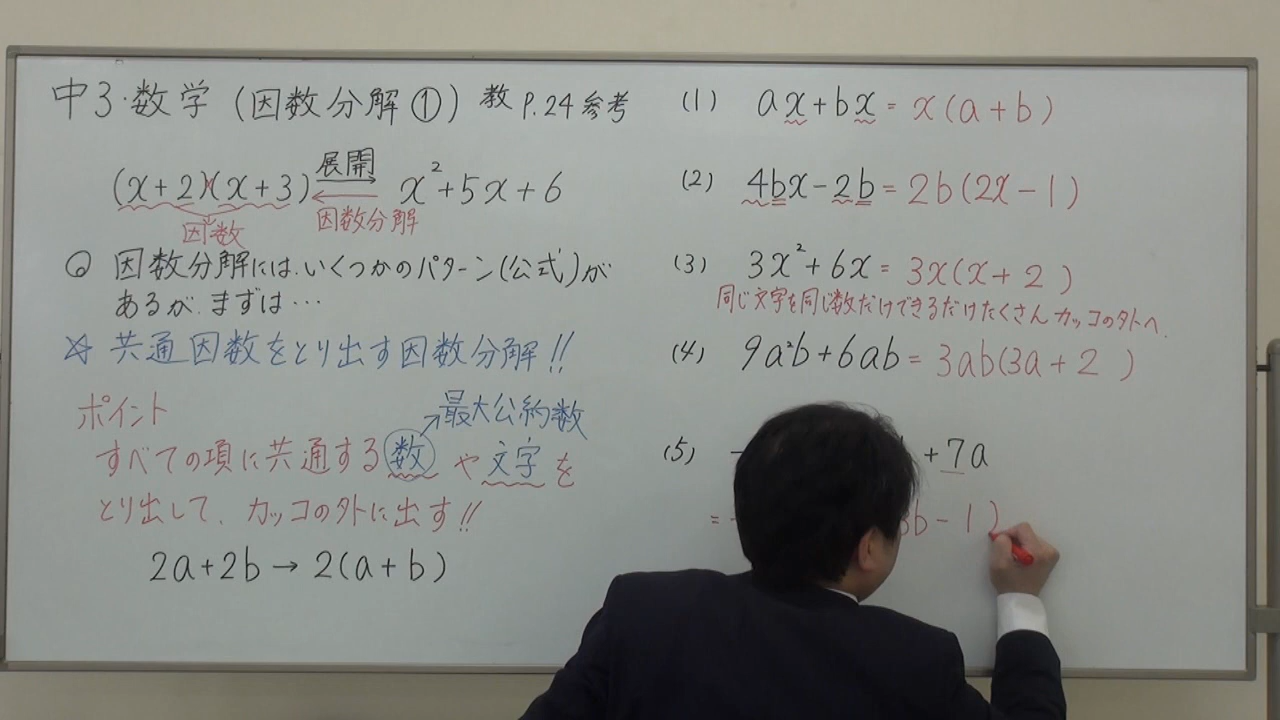 中3・数学 (因数分解①) 教 P.24 参考
(x+2)(x+3) 展開 x²+5x+6
因数 因数分解
◎ 因数分解には、いくつかのパターン(公式)が
あるが、まずは…
☆ 共通因数をとり出す因数分解!!
ポイント
最大公約数
すべての項に共通する数や文字を
とり出して、カッコの外に出す!!
2a+2b→2(a+b)
(1) ax+bx=x(a+b)
(2) 4bx-2b=2b(2x-1)
(3) 3x²+6x=3x(x+2)
同じ文字を同じ数だけできるだけたくさんカッコの外へ.
(4) 9a²b+6ab=3ab(3a+2)
(5) +7a
= b-1)